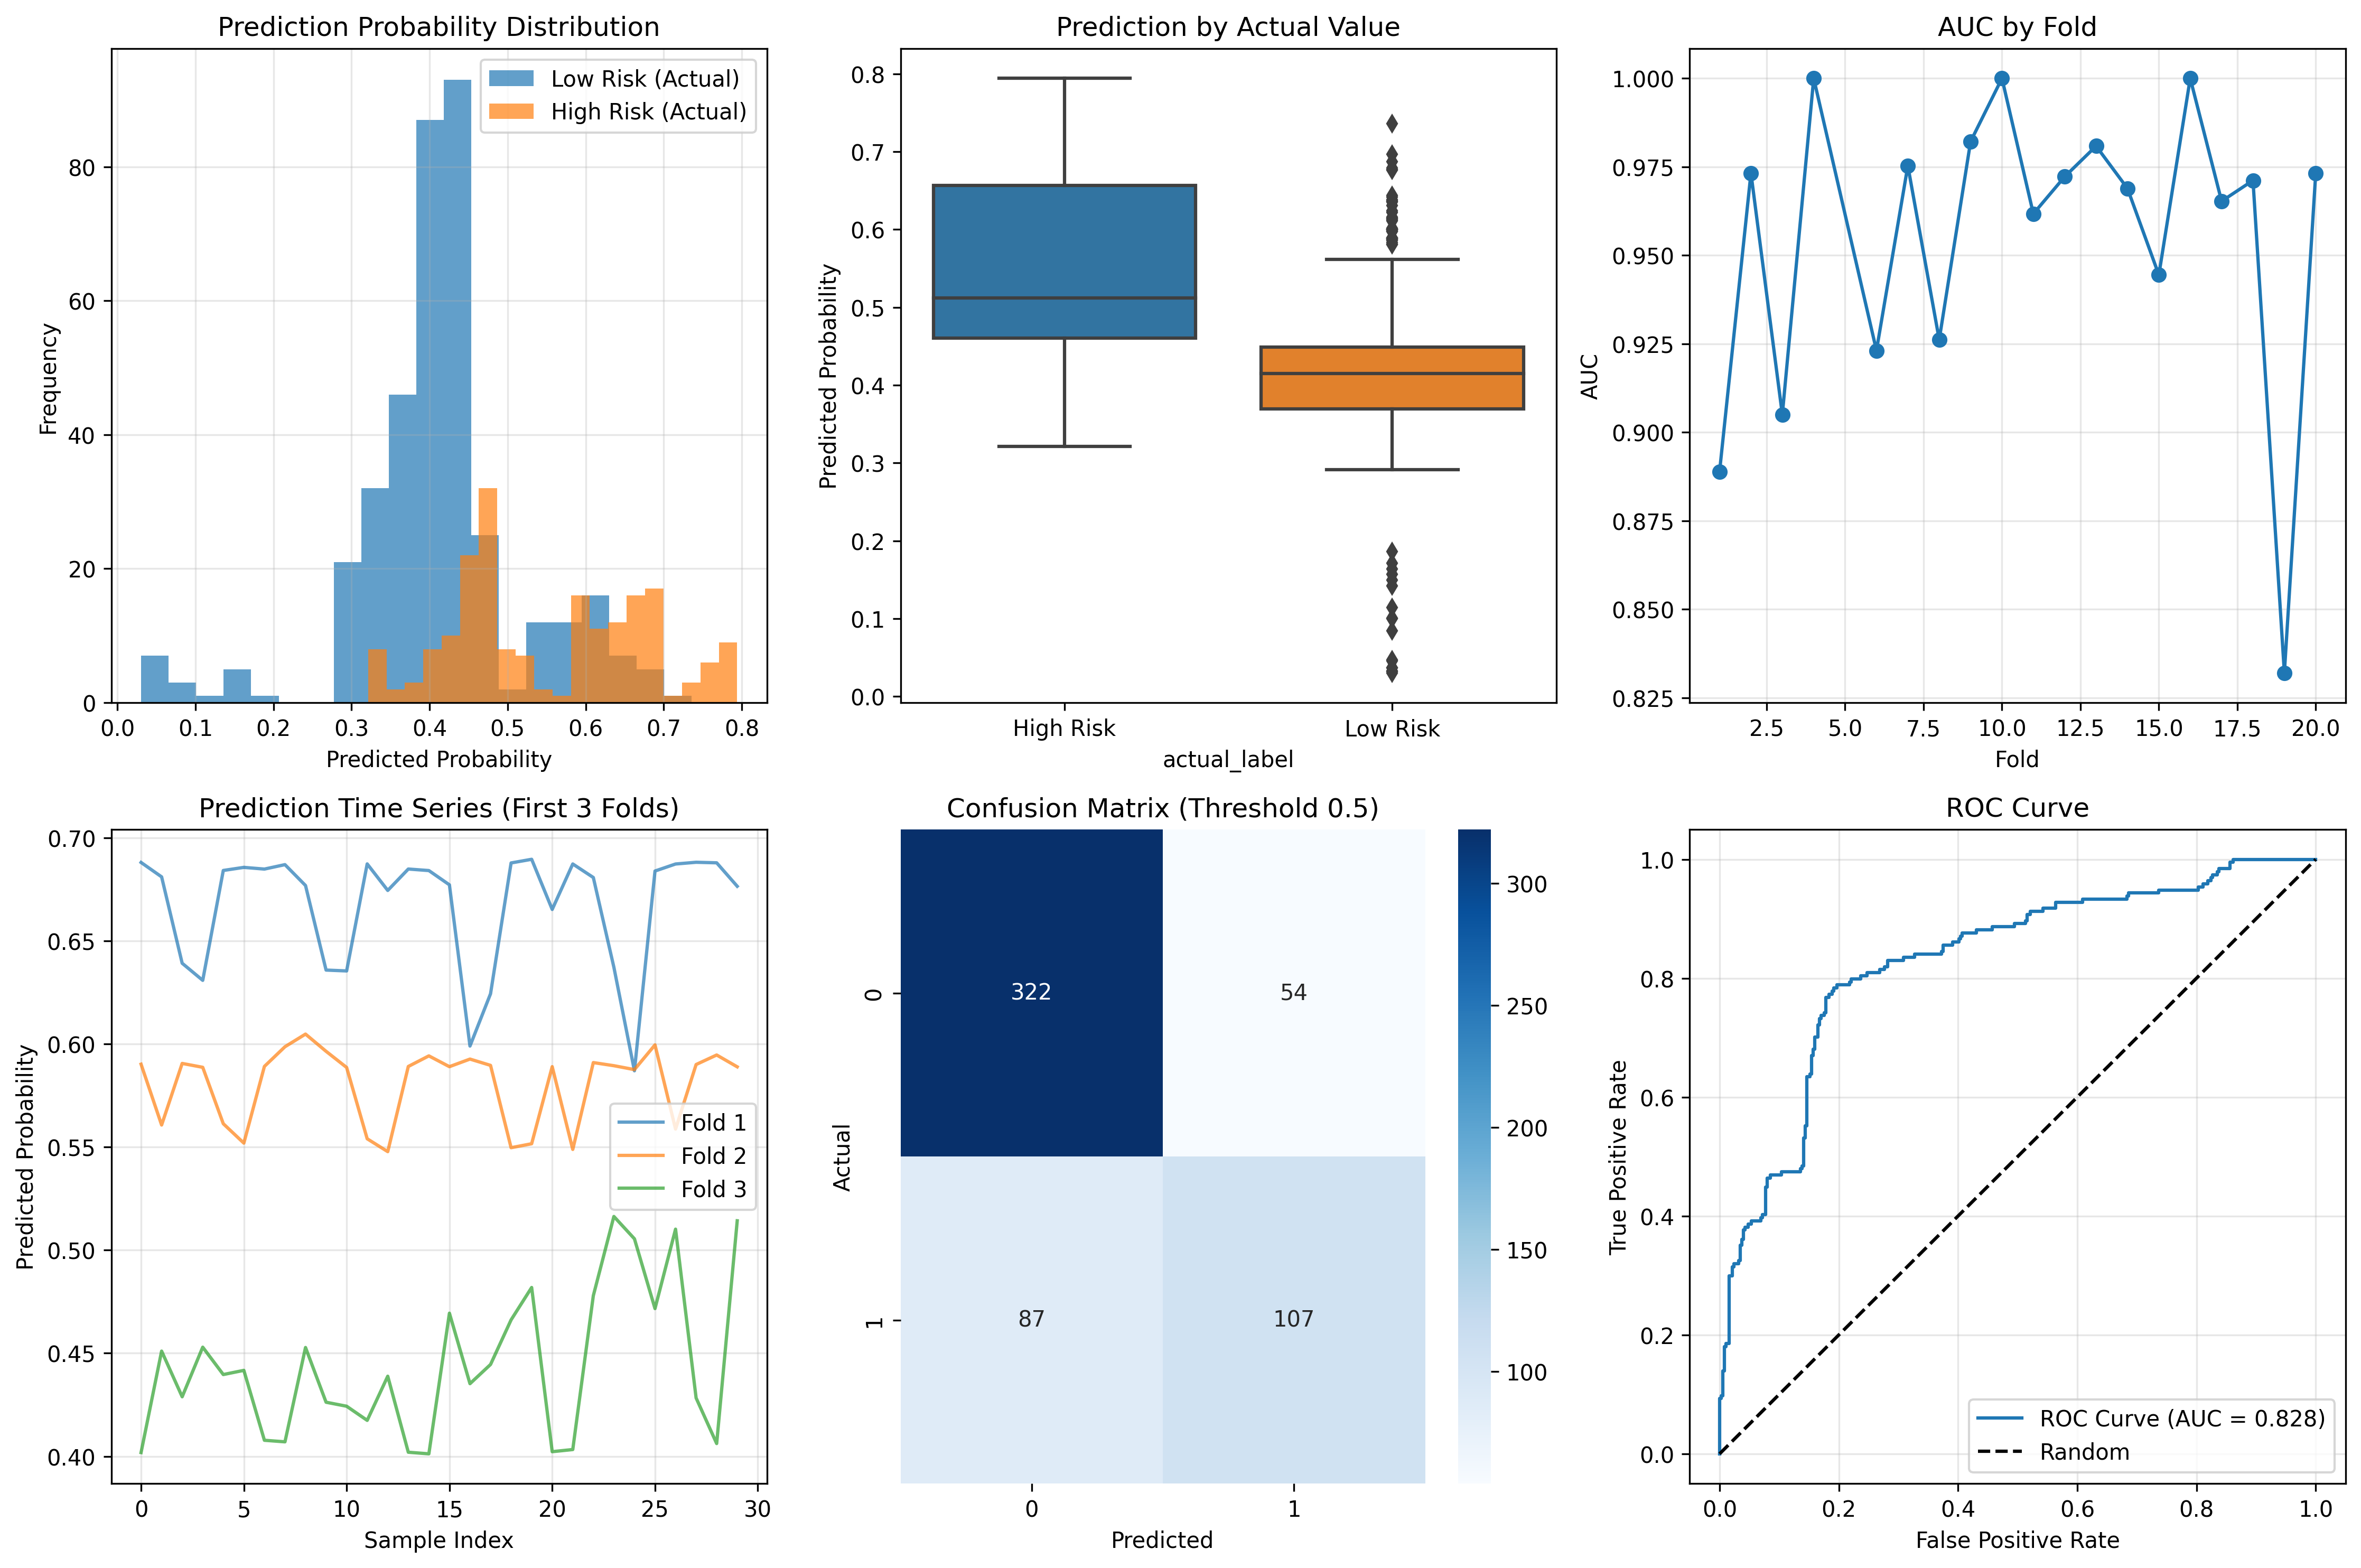 Prediction Probability Distribution
Low Risk (Actual)
High Risk (Actual)
Frequency
80
60
40
20
0
0.0 0.1 0.2 0.3 0.4 0.5 0.6 0.7 0.8
Predicted Probability
Prediction by Actual Value
Predicted Probability
0.8
0.7
0.6
0.5
0.4
0.3
0.2
0.1
0.0
High Risk Low Risk
actual_label
AUC by Fold
AUC
1.000
0.975
0.950
0.925
0.900
0.875
0.850
0.825
2.5 5.0 7.5 10.0 12.5 15.0 17.5 20.0
Fold
Prediction Time Series (First 3 Folds)
Predicted Probability
0.70
0.65
0.60
0.55
0.50
0.45
0.40
Fold 1
Fold 2
Fold 3
0 5 10 15 20 25 30
Sample Index
Confusion Matrix (Threshold 0.5)
Actual
0
1
322 54
87 107
0 1
Predicted
300
250
200
150
100
ROC Curve
True Positive Rate
1.0
0.8
0.6
0.4
0.2
0.0
ROC Curve (AUC = 0.828)
Random
0.0 0.2 0.4 0.6 0.8 1.0
False Positive Rate